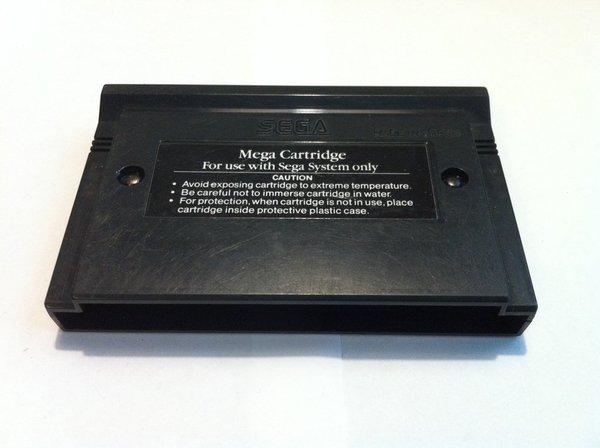 SEGA
Mega Cartridge
For use with Sega System only
CAUTION
• Avoid exposing cartridge to extreme temperature.
• Be careful not to immerse cartridge in water.
• For protection, when cartridge is not in use, place
cartridge inside protective plastic case.